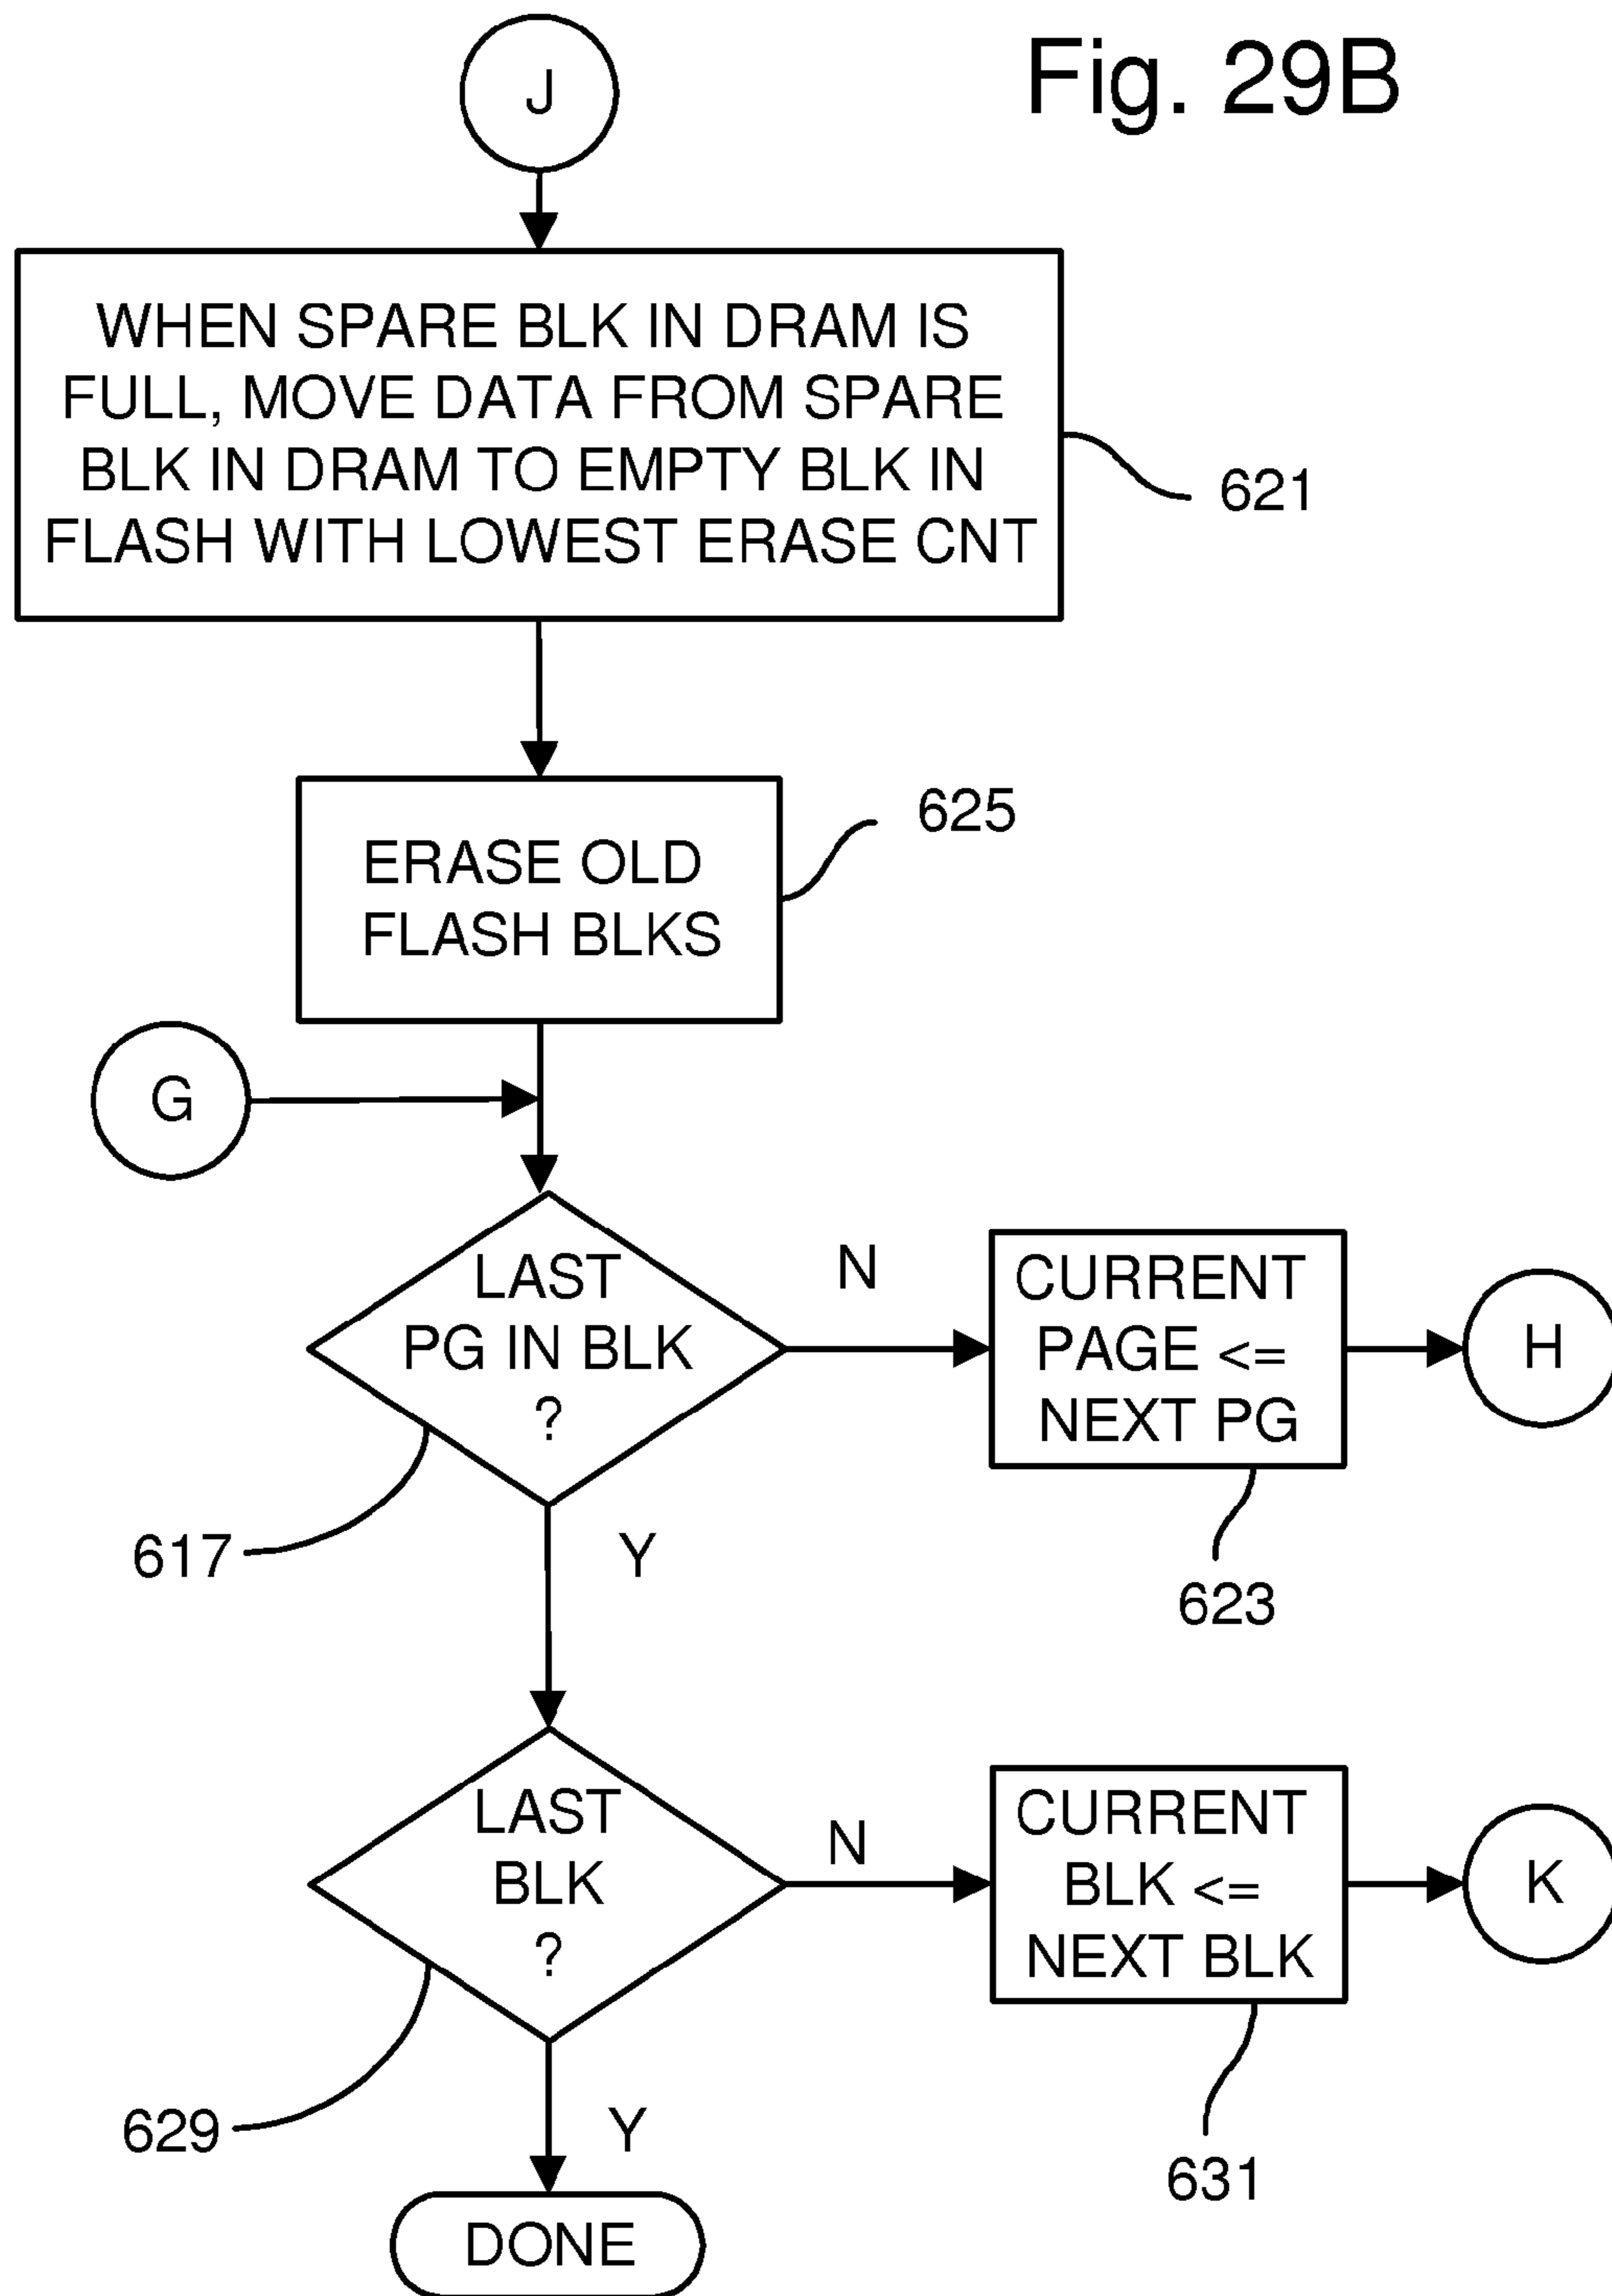 Fig. 29B
J
WHEN SPARE BLK IN DRAM IS
FULL, MOVE DATA FROM SPARE
BLK IN DRAM TO EMPTY BLK IN
FLASH WITH LOWEST ERASE CNT
621
ERASE OLD
FLASH BLKS
625
G
LAST
PG IN BLK
?
617
N
CURRENT
PAGE <=
NEXT PG
623
H
Y
LAST
BLK
?
629
N
CURRENT
BLK <=
NEXT BLK
631
K
Y
DONE